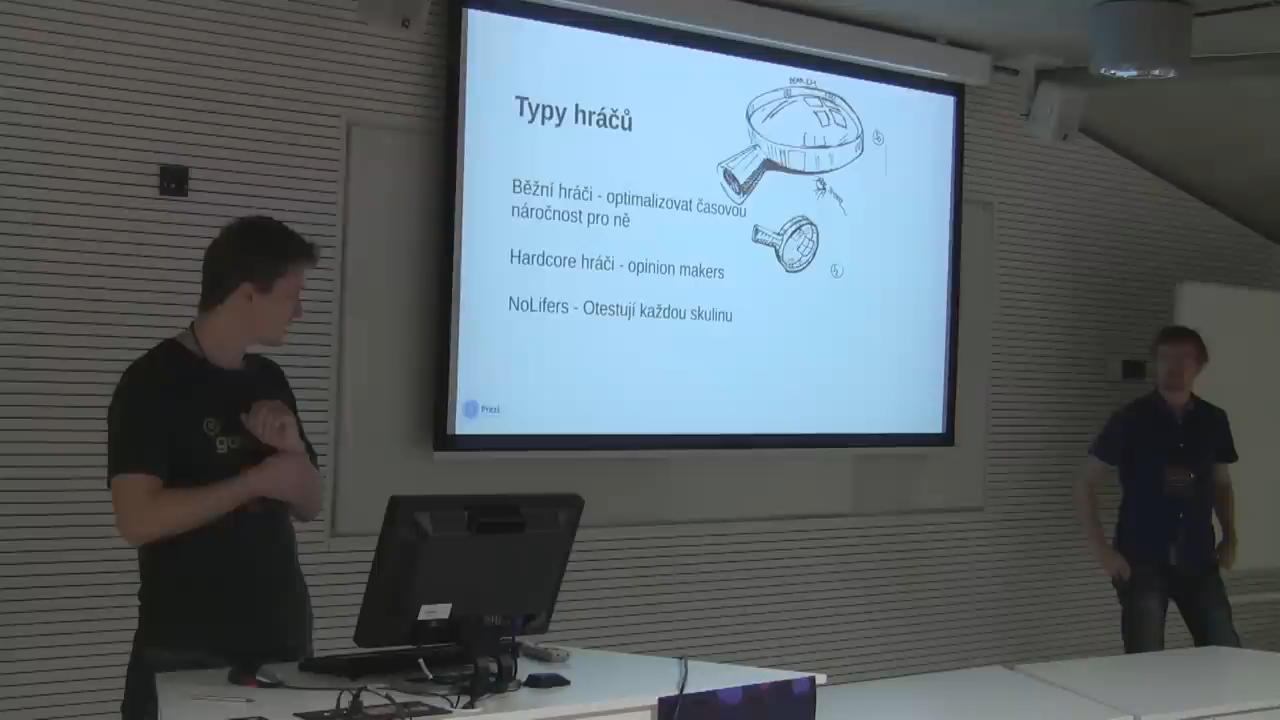 Typy hráčů
Běžní hráči - optimalizovat časovou
náročnost pro ně
Hardcore hráči - opinion makers
NoLifers - Otestují každou skulinu
Prezi